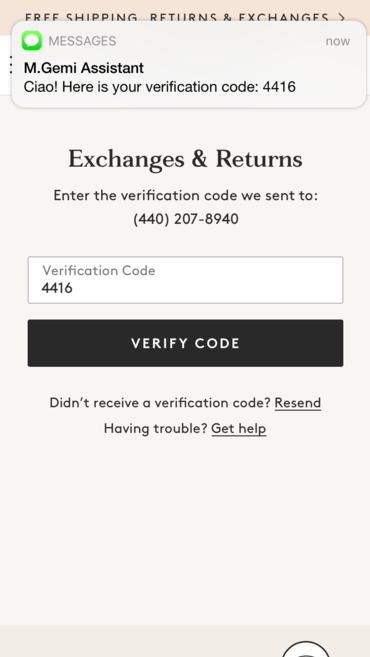 FREE SHIPPING, RETURNS & EXCHANGES
MESSAGES
now
M.Gemi Assistant
Ciao! Here is your verification code: 4416
Exchanges & Returns
Enter the verification code we sent to:
(440) 207-8940
Verification Code
4416
VERIFY CODE
Didn’t receive a verification code? Resend
Having trouble? Get help